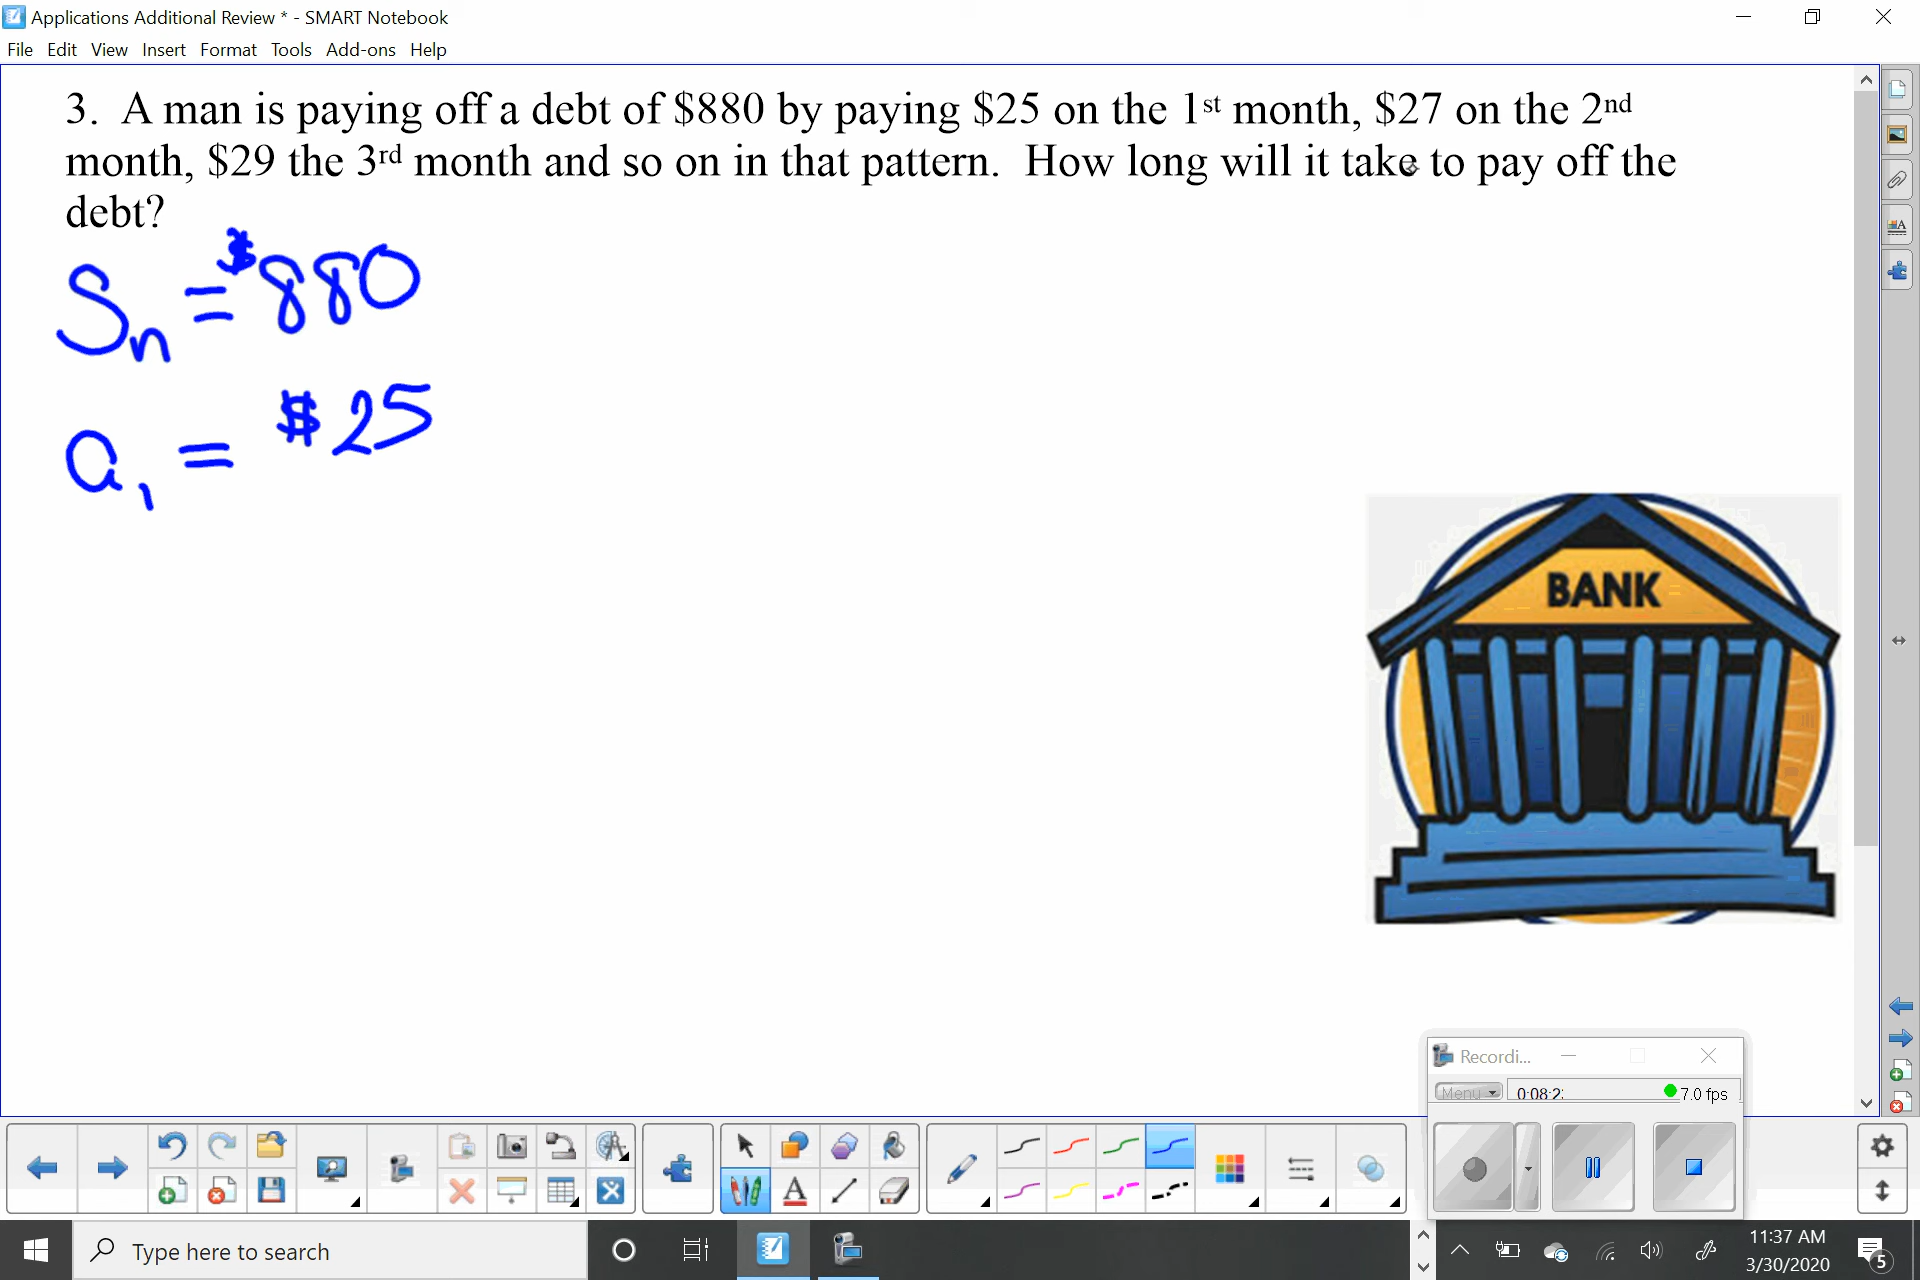 Applications Additional Review * - SMART Notebook
File Edit View Insert Format Tools Add-ons Help
3. A man is paying off a debt of $880 by paying $25 on the 1st month, $27 on the 2nd
month, $29 the 3rd month and so on in that pattern. How long will it take to pay off the
debt?
Sn = $880
a1 = $25
BANK
Recordi...
Menu 0:08:2: 7.0 fps
Type here to search
11:37 AM
3/30/2020
5